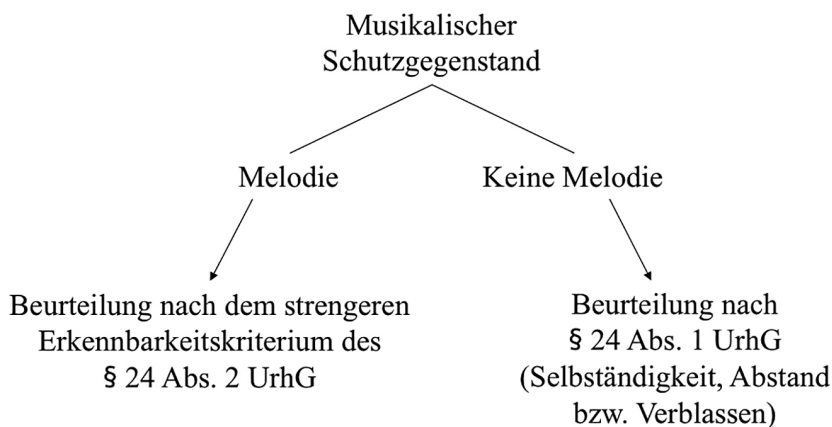 Musikalischer
Schutzgegenstand
Melodie
Keine Melodie
Beurteilung nach dem strengeren
Erkennbarkeitskriterium des
§ 24 Abs. 2 UrhG
Beurteilung nach
§ 24 Abs. 1 UrhG
(Selbständigkeit, Abstand
bzw. Verblassen)